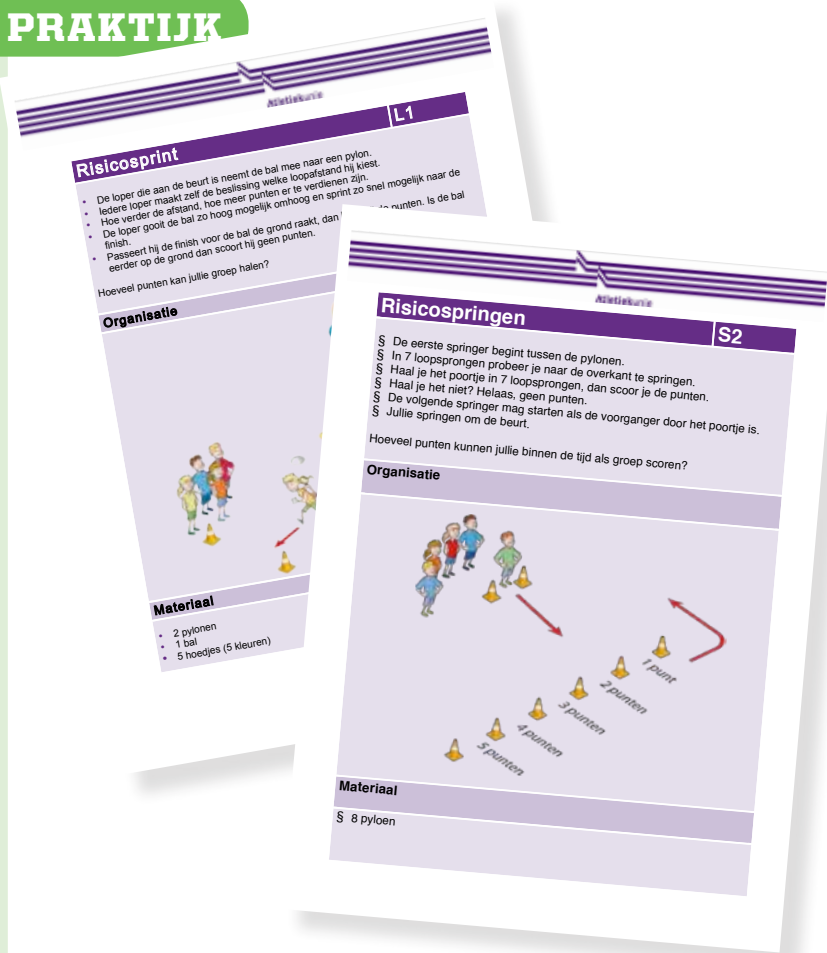 PRAKTIJK
Atletiekunie
Risicosprint
L1
• De loper die aan de beurt is neemt de bal mee naar een pylon.
• Iedere loper maakt zelf de beslissing welke loopafstand hij kiest.
• Hoe verder de afstand, hoe meer punten er te verdienen zijn.
• De loper gooit de bal zo hoog mogelijk omhoog en sprint zo snel mogelijk naar de
finish.
• Passeert hij de finish voor de bal de grond raakt, dan punten. Is de bal
eerder op de grond dan scoort hij geen punten.
Hoeveel punten kan jullie groep halen?
Organisatie
Materiaal
• 2 pylonen
• 1 bal
• 5 hoedjes (5 kleuren)
Atletiekunie
Risicospringen
S2
§ De eerste springer begint tussen de pylonen.
§ In 7 loopsprongen probeer je naar de overkant te springen.
§ Haal je het poortje in 7 loopsprongen, dan scoor je de punten.
§ Haal je het niet? Helaas, geen punten.
§ De volgende springer mag starten als de voorganger door het poortje is.
§ Jullie springen om de beurt.
Hoeveel punten kunnen jullie binnen de tijd als groep scoren?
Organisatie
1 punt
2 punten
3 punten
4 punten
5 punten
Materiaal
§ 8 pyloen